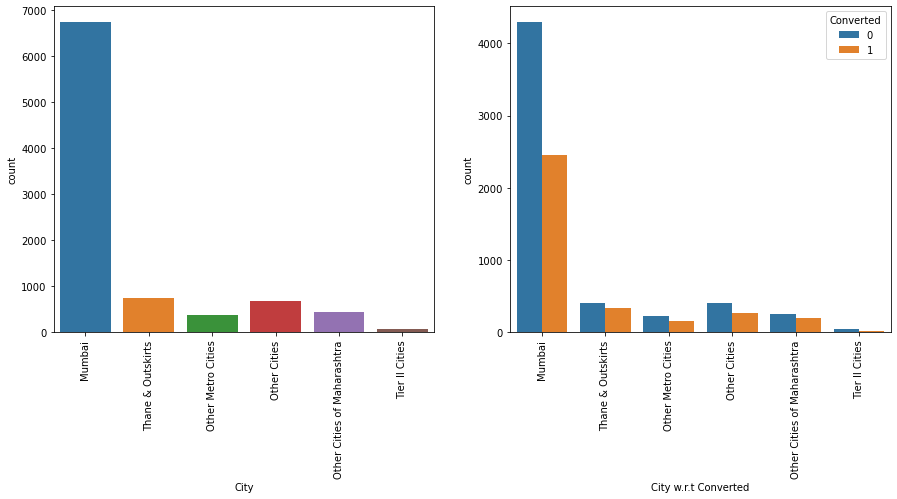 7000
6000
5000
4000
3000
2000
1000
0
count
Mumbai
Thane & Outskirts
Other Metro Cities
Other Cities
Other Cities of Maharashtra
Tier II Cities
City
Converted
0
1
4000
3000
2000
1000
0
count
Mumbai
Thane & Outskirts
Other Metro Cities
Other Cities
Other Cities of Maharashtra
Tier II Cities
City w.r.t Converted